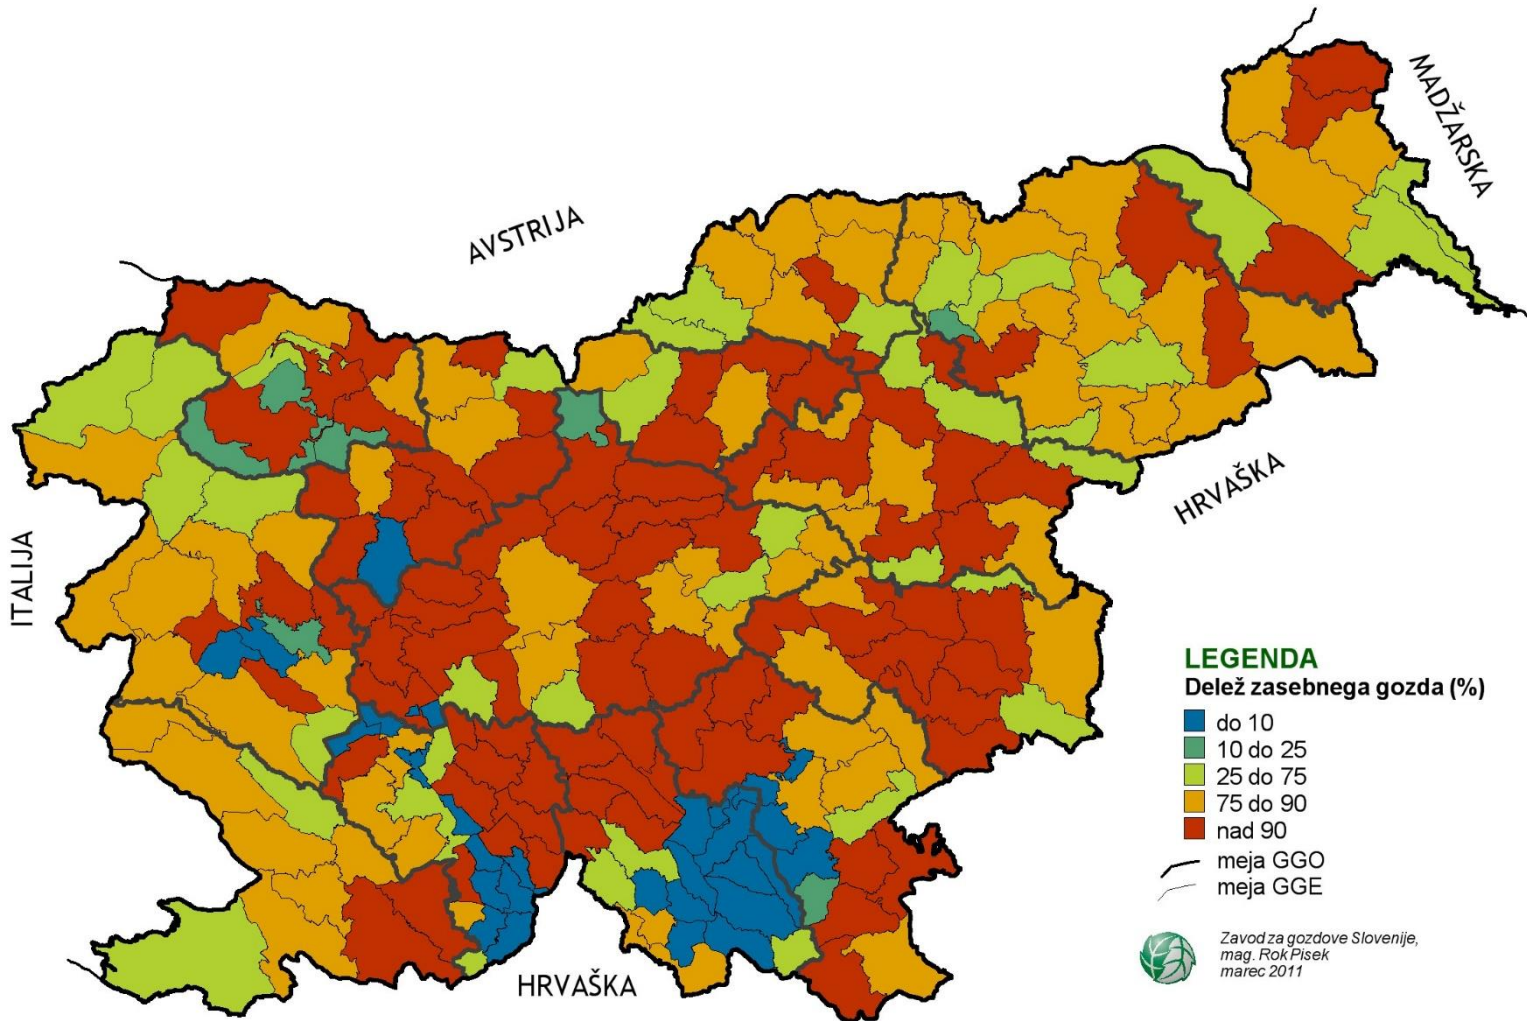 MADŽARSKA
AVSTRIJA
HRVAŠKA
ITALIJA
LEGENDA
Delež zasebnega gozda (%)
do 10
10 do 25
25 do 75
75 do 90
nad 90
meja GGO
meja GGE
Zavod za gozdove Slovenije,
mag. Rok Pisek
marec 2011
HRVAŠKA